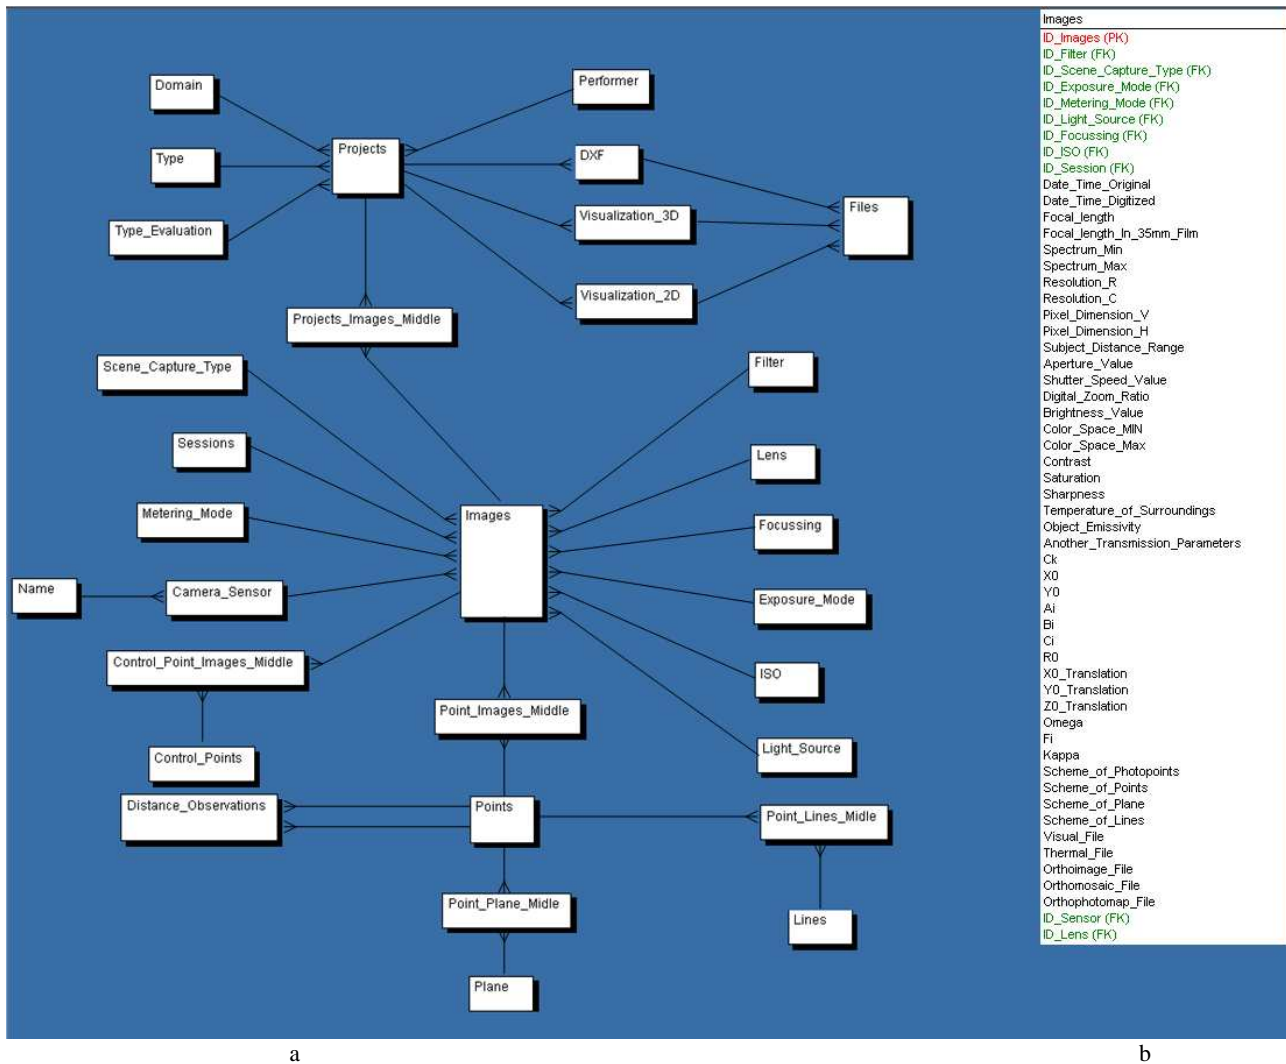 Domain
Performer
Type
Projects
DXF
Type_Evaluation
Visualization_3D
Files
Visualization_2D
Projects_Images_Middle
Scene_Capture_Type
Filter
Sessions
Lens
Metering_Mode
Images
Focussing
Name
Camera_Sensor
Exposure_Mode
Control_Point_Images_Middle
ISO
Point_Images_Middle
Control_Points
Light_Source
Distance_Observations
Points
Point_Lines_Midle
Point_Plane_Midle
Lines
Plane
a
Images
ID_Images (PK)
ID_Filter (FK)
ID_Scene_Capture_Type (FK)
ID_Exposure_Mode (FK)
ID_Metering_Mode (FK)
ID_Light_Source (FK)
ID_Focussing (FK)
ID_ISO (FK)
ID_Session (FK)
Date_Time_Original
Date_Time_Digitized
Focal_length
Focal_length_In_35mm_Film
Spectrum_Min
Spectrum_Max
Resolution_R
Resolution_C
Pixel_Dimension_V
Pixel_Dimension_H
Subject_Distance_Range
Aperture_Value
Shutter_Speed_Value
Digital_Zoom_Ratio
Brightness_Value
Color_Space_MIN
Color_Space_Max
Contrast
Saturation
Sharpness
Temperature_of_Surroundings
Object_Emissivity
Another_Transmission_Parameters
Ck
X0
Y0
Ai
Bi
Ci
R0
X0_Translation
Y0_Translation
Z0_Translation
Omega
Fi
Kappa
Scheme_of_Photopoints
Scheme_of_Points
Scheme_of_Plane
Scheme_of_Lines
Visual_File
Thermal_File
Orthoimage_File
Orthomosaic_File
Orthophotomap_File
ID_Sensor (FK)
ID_Lens (FK)
b